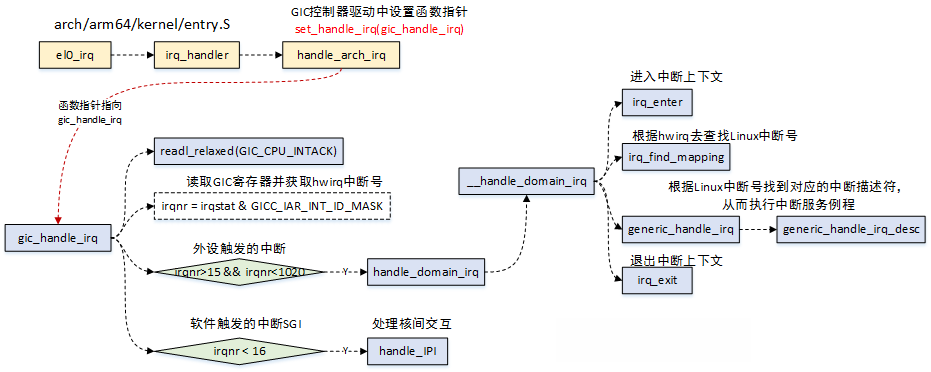 arch/arm64/kernel/entry.S
GIC控制器驱动中设置函数指针
set_handle_irq(gic_handle_irq)
el0_irq
irq_handler
handle_arch_irq
函数指针指向
gic_handle_irq
readl_relaxed(GIC_CPU_INTACK)
读取GIC寄存器并获取hwirq中断号
irqnr = irqstat & GICC_IAR_INT_ID_MASK
gic_handle_irq
外设触发的中断
irqnr>15 && irqnr<1020
Y
handle_domain_irq
软件触发的中断SGI
irqnr < 16
Y
处理核间交互
handle_IPI
__handle_domain_irq
进入中断上下文
irq_enter
根据hwirq去查找Linux中断号
irq_find_mapping
根据Linux中断号找到对应的中断描述符，
从而执行中断服务例程
generic_handle_irq
generic_handle_irq_desc
退出中断上下文
irq_exit